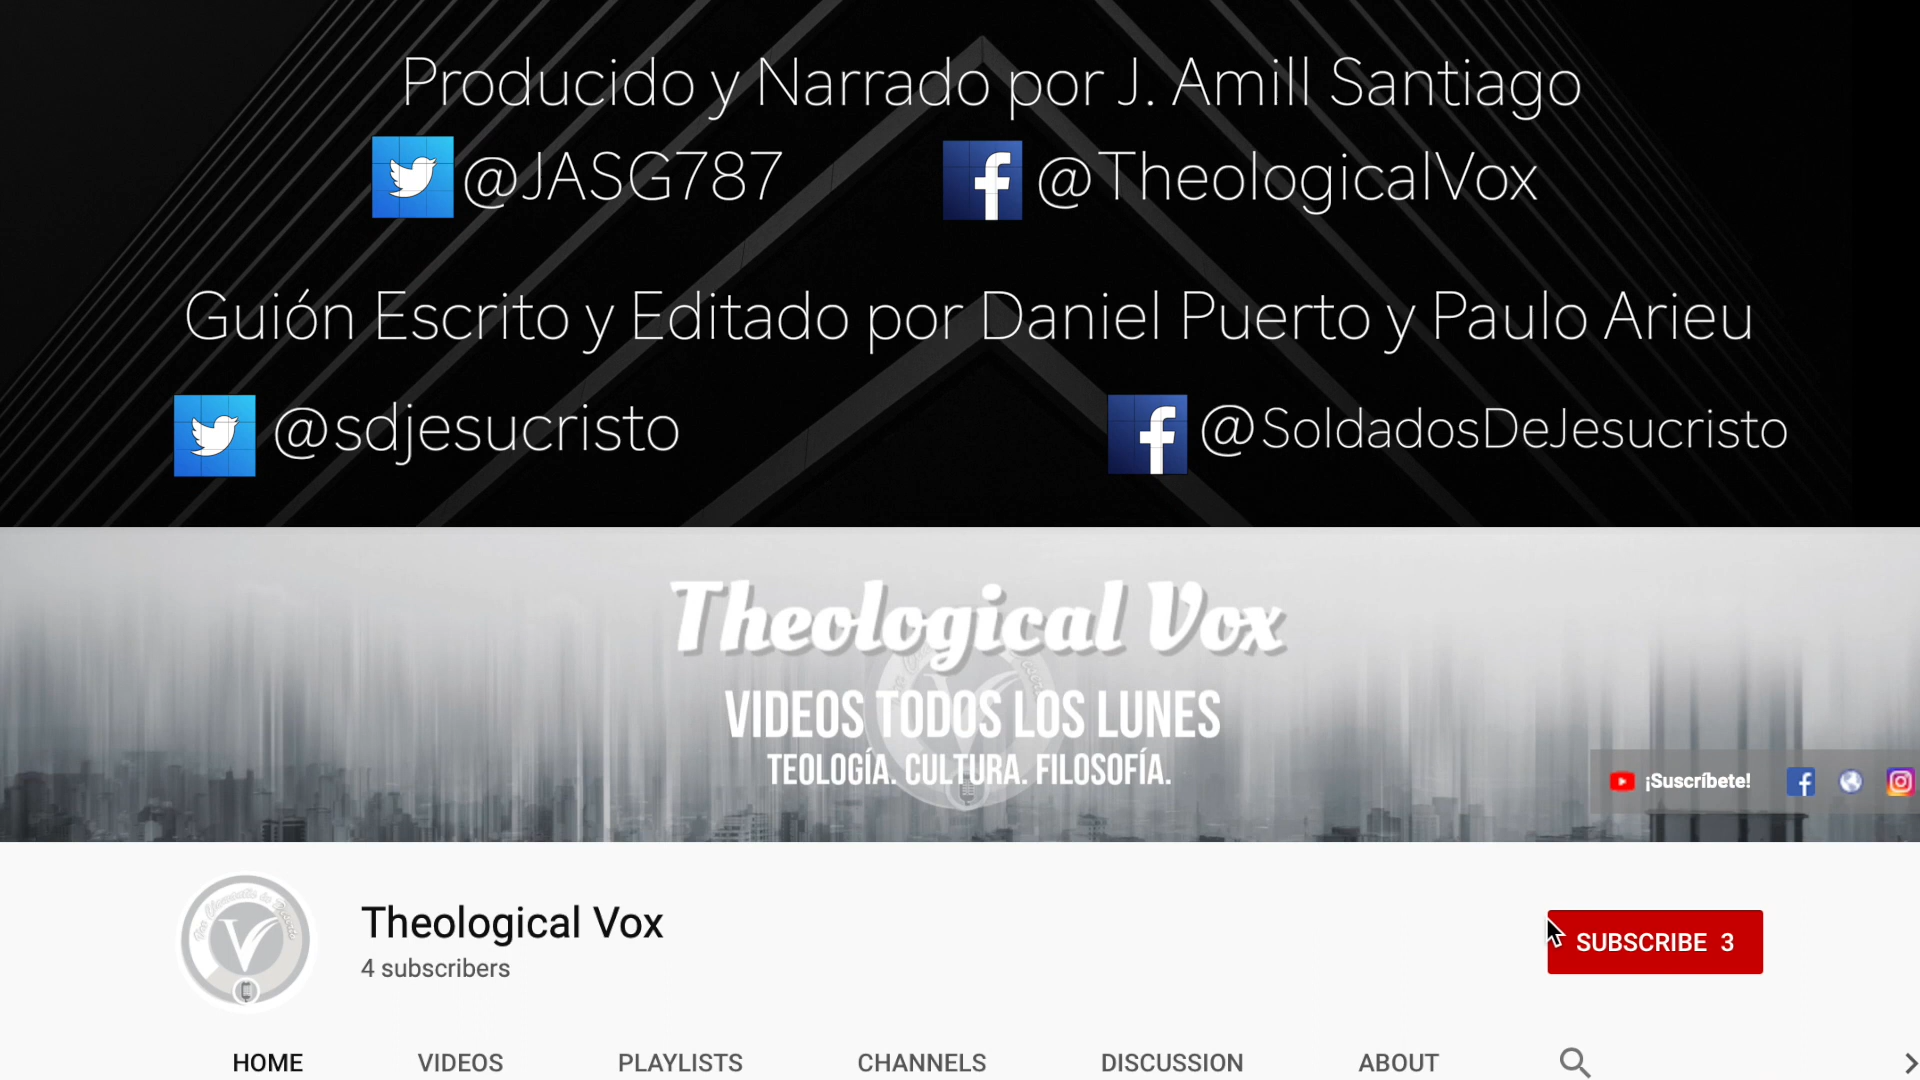 Producido y Narrado por J. Amill Santiago
@JASG787
@TheologicalVox
Guión Escrito y Editado por Daniel Puerto y Paulo Arieu
@sdjesucristo
@SoldadosDeJesucristo
Theological Vox
VIDEOS TODOS LOS LUNES
TEOLOGÍA. CULTURA. FILOSOFÍA.
¡Suscríbete!
Theological Vox
4 subscribers
SUBSCRIBE 3
HOME
VIDEOS
PLAYLISTS
CHANNELS
DISCUSSION
ABOUT